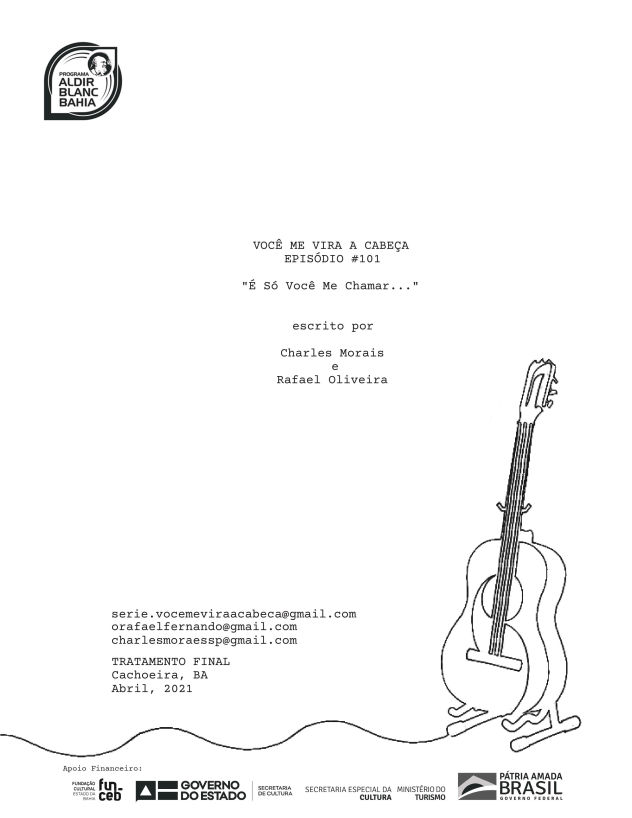 PROGRAMA
ALDIR
BLANC
BAHIA
VOCÊ ME VIRA A CABEÇA
EPISÓDIO #101
"É Só Você Me Chamar..."
escrito por
Charles Morais
e
Rafael Oliveira
serie.vocemeviraacabeca@gmail.com
orafaelfernando@gmail.com
charlesmoraessp@gmail.com
TRATAMENTO FINAL
Cachoeira, BA
Abril, 2021
Apoio Financeiro:
FUNDAÇÃO
CULTURAL
ESTADO DA
BAHIA
fun.
ceb
GOVERNO
DO ESTADO
SECRETARIA
DE CULTURA
SECRETARIA ESPECIAL DA
CULTURA
MINISTÉRIO DO
TURISMO
PÁTRIA AMADA
BRASIL
GOVERNO FEDERAL